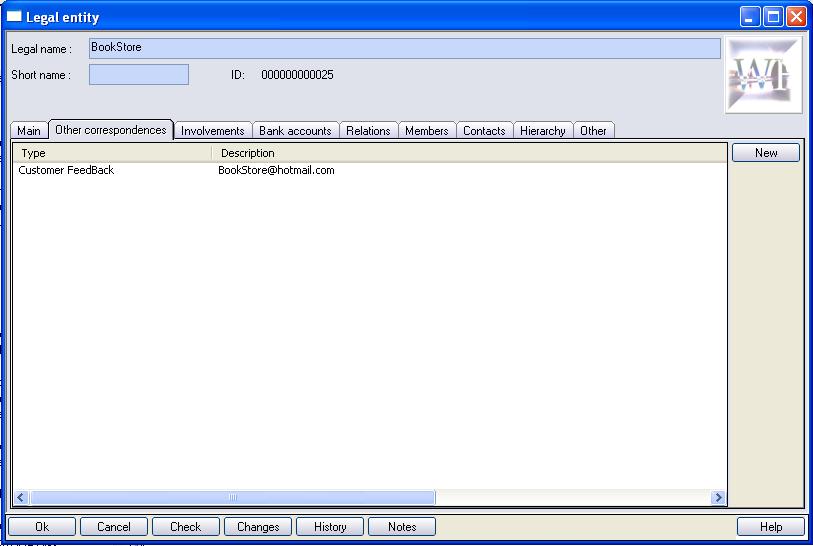 Legal entity
Legal name : BookStore
Short name : ID: 000000000025
Main Other correspondences Involvements Bank accounts Relations Members Contacts Hierarchy Other
Type Description New
Customer FeedBack BookStore@hotmail.com
Ok Cancel Check Changes History Notes Help